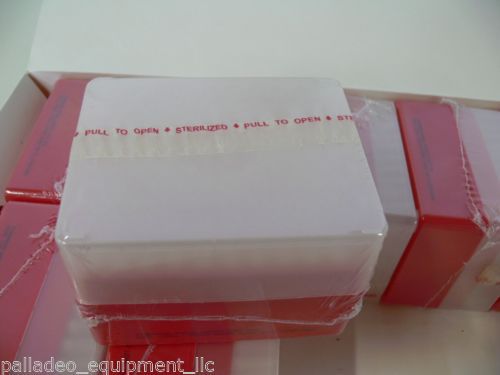 ♦ PULL TO OPEN ♦ STERILIZED ♦ PULL TO OPEN ♦ STE
palladeo_equipment_llc